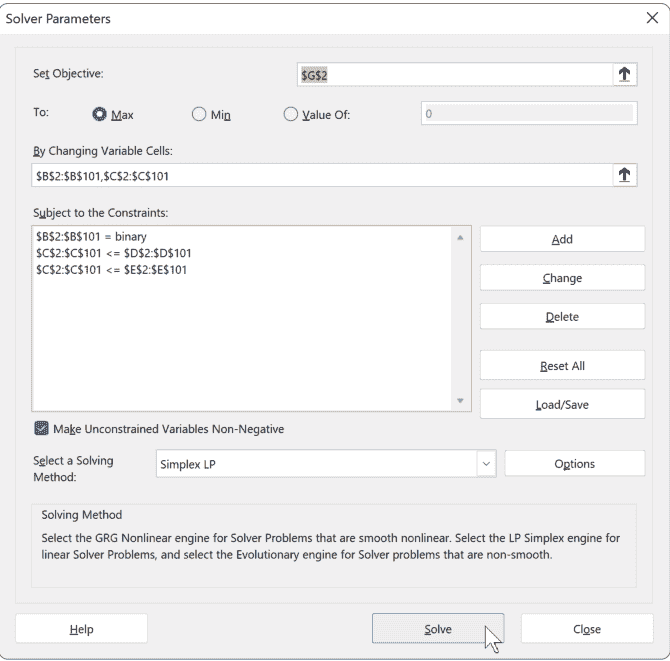 Solver Parameters
Set Objective:
$G$2
To:
Max
Min
Value Of:
0
By Changing Variable Cells:
$B$2:$B$101,$C$2:$C$101
Subject to the Constraints:
$B$2:$B$101 = binary
$C$2:$C$101 <= $D$2:$D$101
$C$2:$C$101 <= $E$2:$E$101
Add
Change
Delete
Reset All
Load/Save
Make Unconstrained Variables Non-Negative
Select a Solving
Method:
Simplex LP
Options
Solving Method
Select the GRG Nonlinear engine for Solver Problems that are smooth nonlinear. Select the LP Simplex engine for
linear Solver Problems, and select the Evolutionary engine for Solver problems that are non-smooth.
Help
Solve
Close